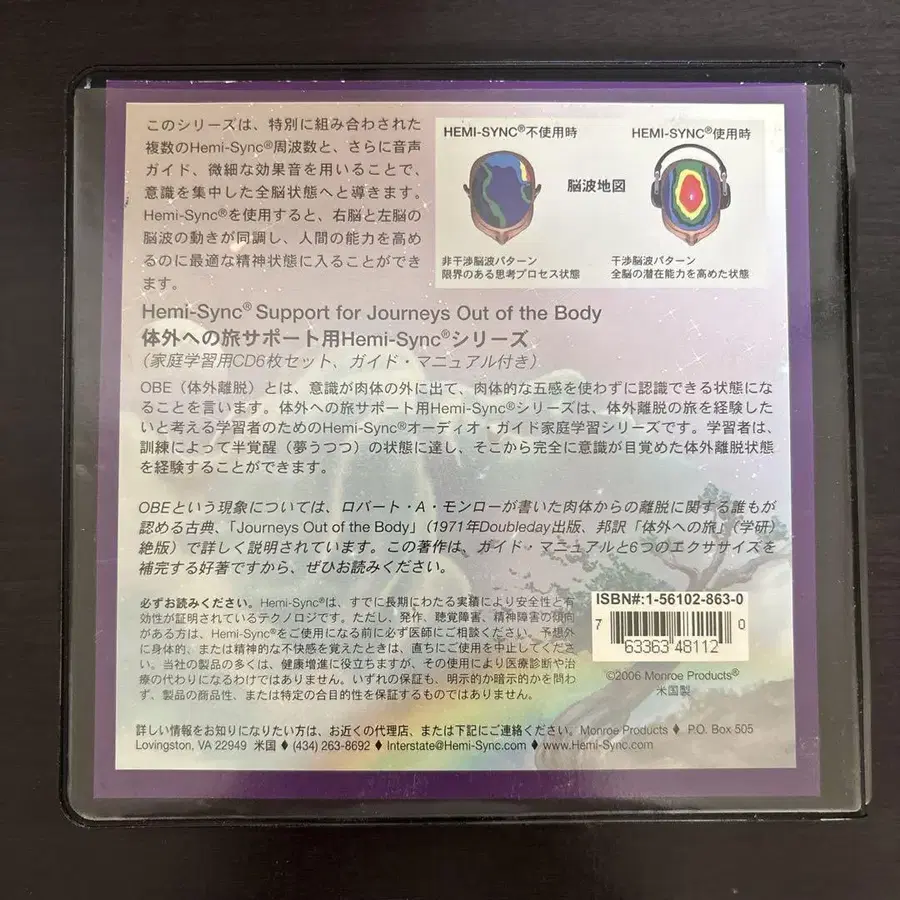 このシリーズは、特別に組み合わされた
複数のHemi-Sync®周波数と、さらに音声
ガイド、微細な効果音を用いることで、
意識を集中した全脳状態へと導きます。
Hemi-Sync®を使用すると、右脳と左脳の
脳波の動きが同調し、人間の能力を高め
るのに最適な精神状態に入ることができ
ます。
HEMI-SYNC®不使用時
HEMI-SYNC®使用時
脳波地図
非干渉脳波パターン
限界のある思考プロセス状態
干渉脳波パターン
全脳の潜在能力を高めた状態
Hemi-Sync® Support for Journeys Out of the Body
体外への旅サポート用Hemi-Sync®シリーズ
（家庭学習用CD6枚セット、ガイド・マニュアル付き）
OBE（体外離脱）とは、意識が肉体の外に出て、肉体的な五感を使わずに認識できる状態にな
ることを言います。体外への旅サポート用Hemi-Sync®シリーズは、体外離脱の旅を経験した
いと考える学習者のためのHemi-Sync®オーディオ・ガイド家庭学習シリーズです。学習者は、
訓練によって半覚醒（夢うつつ）の状態に達し、そこから完全に意識が目覚めた体外離脱状態
を経験することができます。
OBEという現象については、ロバート・A・モンローが書いた肉体からの離脱に関する誰もが
認める古典、「Journeys Out of the Body」（1971年Doubleday出版、邦訳「体外への旅」（学研）
絶版）で詳しく説明されています。この著作は、ガイド・マニュアルと6つのエクササイズを
補完する好著ですから、ぜひお読みください。
必ずお読みください。Hemi-Sync®は、すでに長期にわたる実績により安全性と有
効性が証明されているテクノロジです。ただし、発作、聴覚障害、精神障害の傾向
がある方は、Hemi-Sync®をご使用になる前に必ず医師にご相談ください。予想外
に身体的、または精神的な不快感を覚えたときは、直ちにご使用を中止してくださ
い。当社の製品の多くは、健康増進に役立ちますが、その使用により医療診断や治
療の代わりになるわけではありません。いずれの保証も、明示的か暗示的かを問わ
ず、製品の商品性、または特定の合目的性を保証するものではありません。
ISBN#:1-56102-863-0
7 63363 48112 0
©2006 Monroe Products®
米国製
詳しい情報をお知りになりたい方は、お近くの代理店、または下記にご連絡ください。Monroe Products ♦ P.O. Box 505
Lovingston, VA 22949 米国 ♦ (434) 263-8692 ♦ Interstate@Hemi-Sync.com ♦ www.Hemi-Sync.com